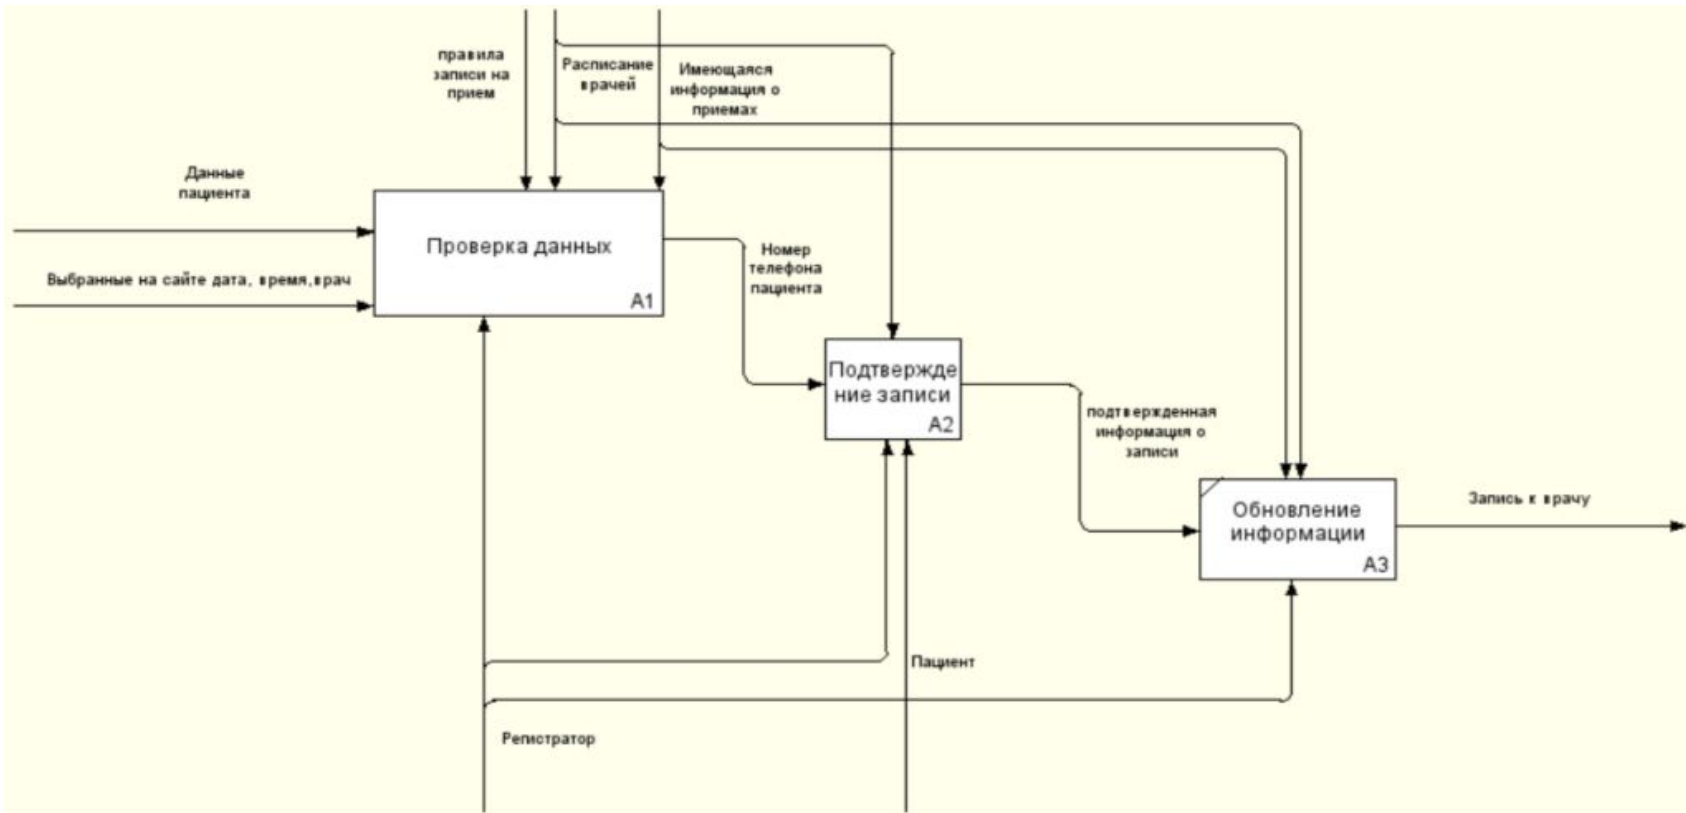 правила
записи на
прием
Расписание
врачей
Имеющаяся
информация о
приемах
Данные
пациента
Выбранные на сайте дата, время,врач
Проверка данных
A1
Номер
телефона
пациента
Подтвержде
ние записи
A2
подтвержденная
информация о
записи
Обновление
информации
A3
Запись к врачу
Пациент
Регистратор